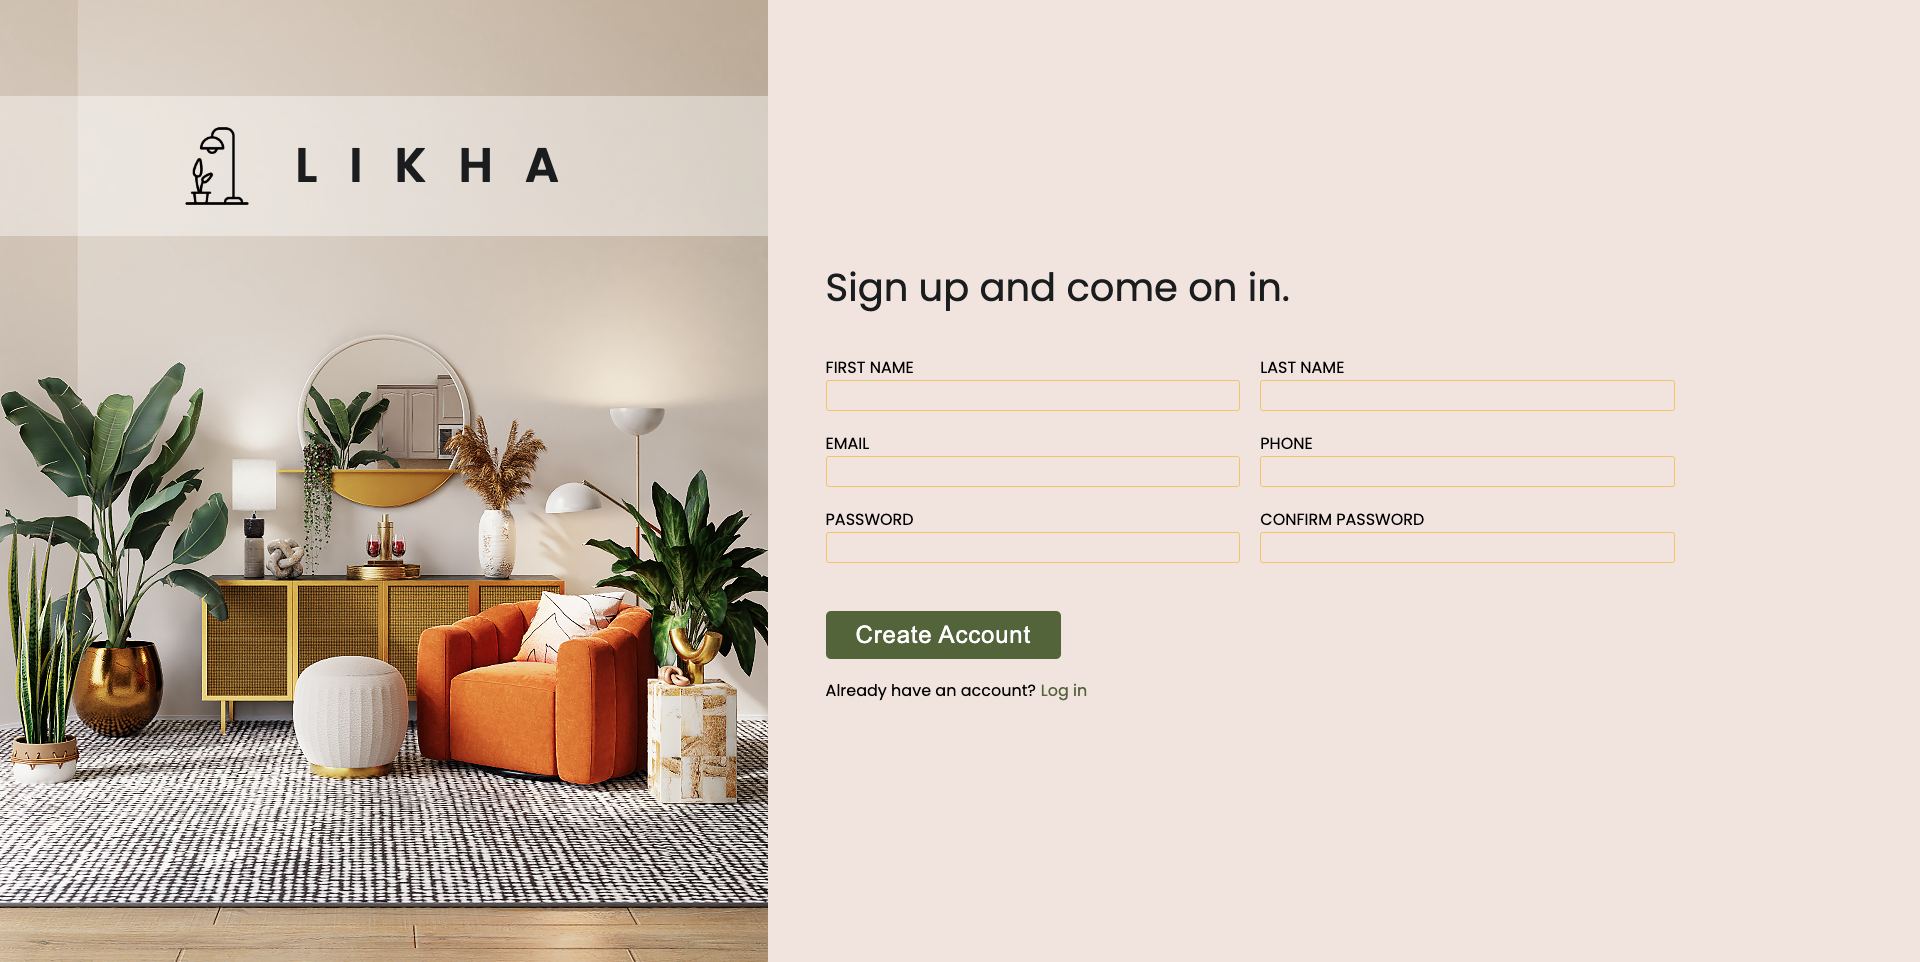 LIKHA
Sign up and come on in.
FIRST NAME
LAST NAME
EMAIL
PHONE
PASSWORD
CONFIRM PASSWORD
Create Account
Already have an account? Log in